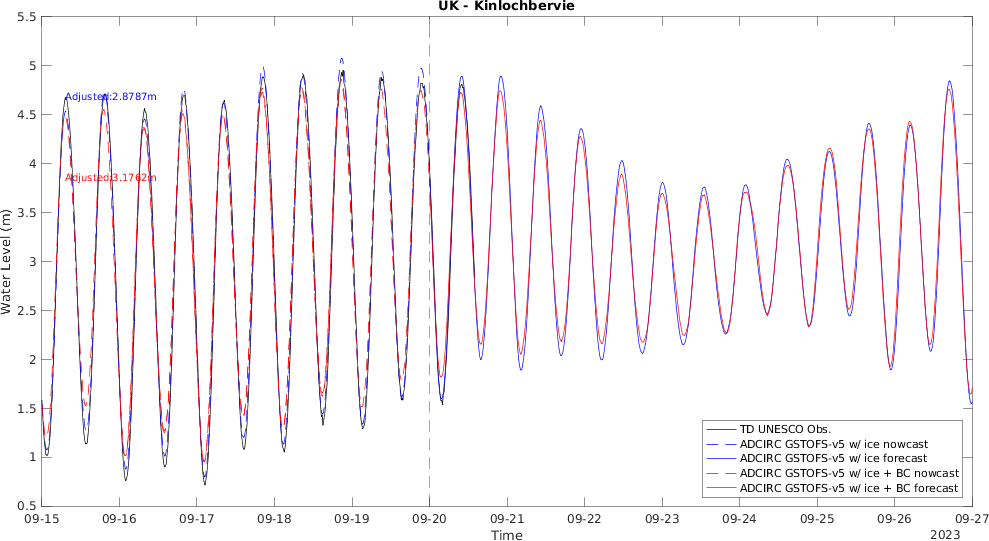 UK - Kinlochbervie
5.5
5
4.5
4
3.5
3
2.5
2
1.5
1
0.5
Water Level (m)
Adjusted:2.8787m
Adjusted:3.1762m
TD UNESCO Obs.
ADCIRC GSTOFS-v5 w/ ice nowcast
ADCIRC GSTOFS-v5 w/ ice forecast
ADCIRC GSTOFS-v5 w/ ice + BC nowcast
ADCIRC GSTOFS-v5 w/ ice + BC forecast
09-15 09-16 09-17 09-18 09-19 09-20 09-21 09-22 09-23 09-24 09-25 09-26 09-27
Time
2023